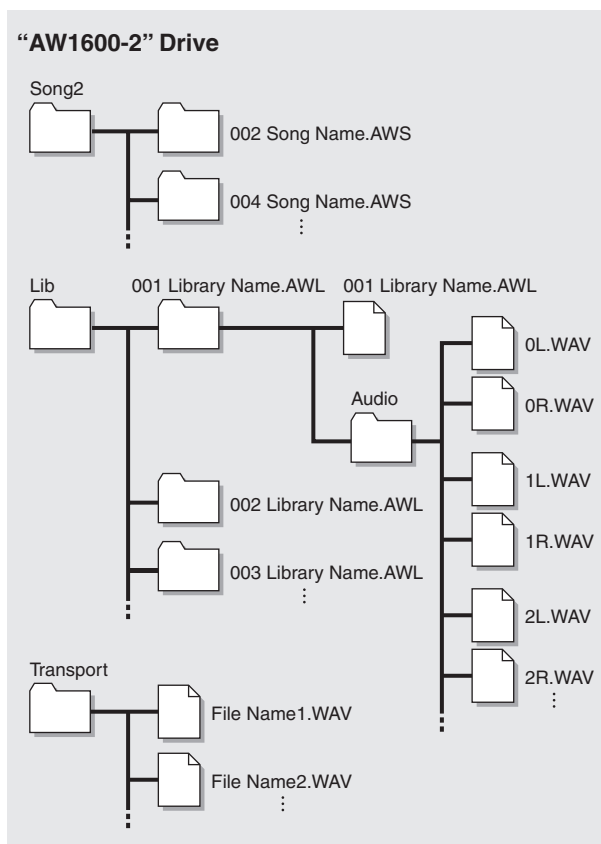 “AW1600-2” Drive
Song2
002 Song Name.AWS
004 Song Name.AWS
Lib
001 Library Name.AWL
001 Library Name.AWL
0L.WAV
Audio
0R.WAV
1L.WAV
002 Library Name.AWL
1R.WAV
003 Library Name.AWL
2L.WAV
Transport
2R.WAV
File Name1.WAV
File Name2.WAV